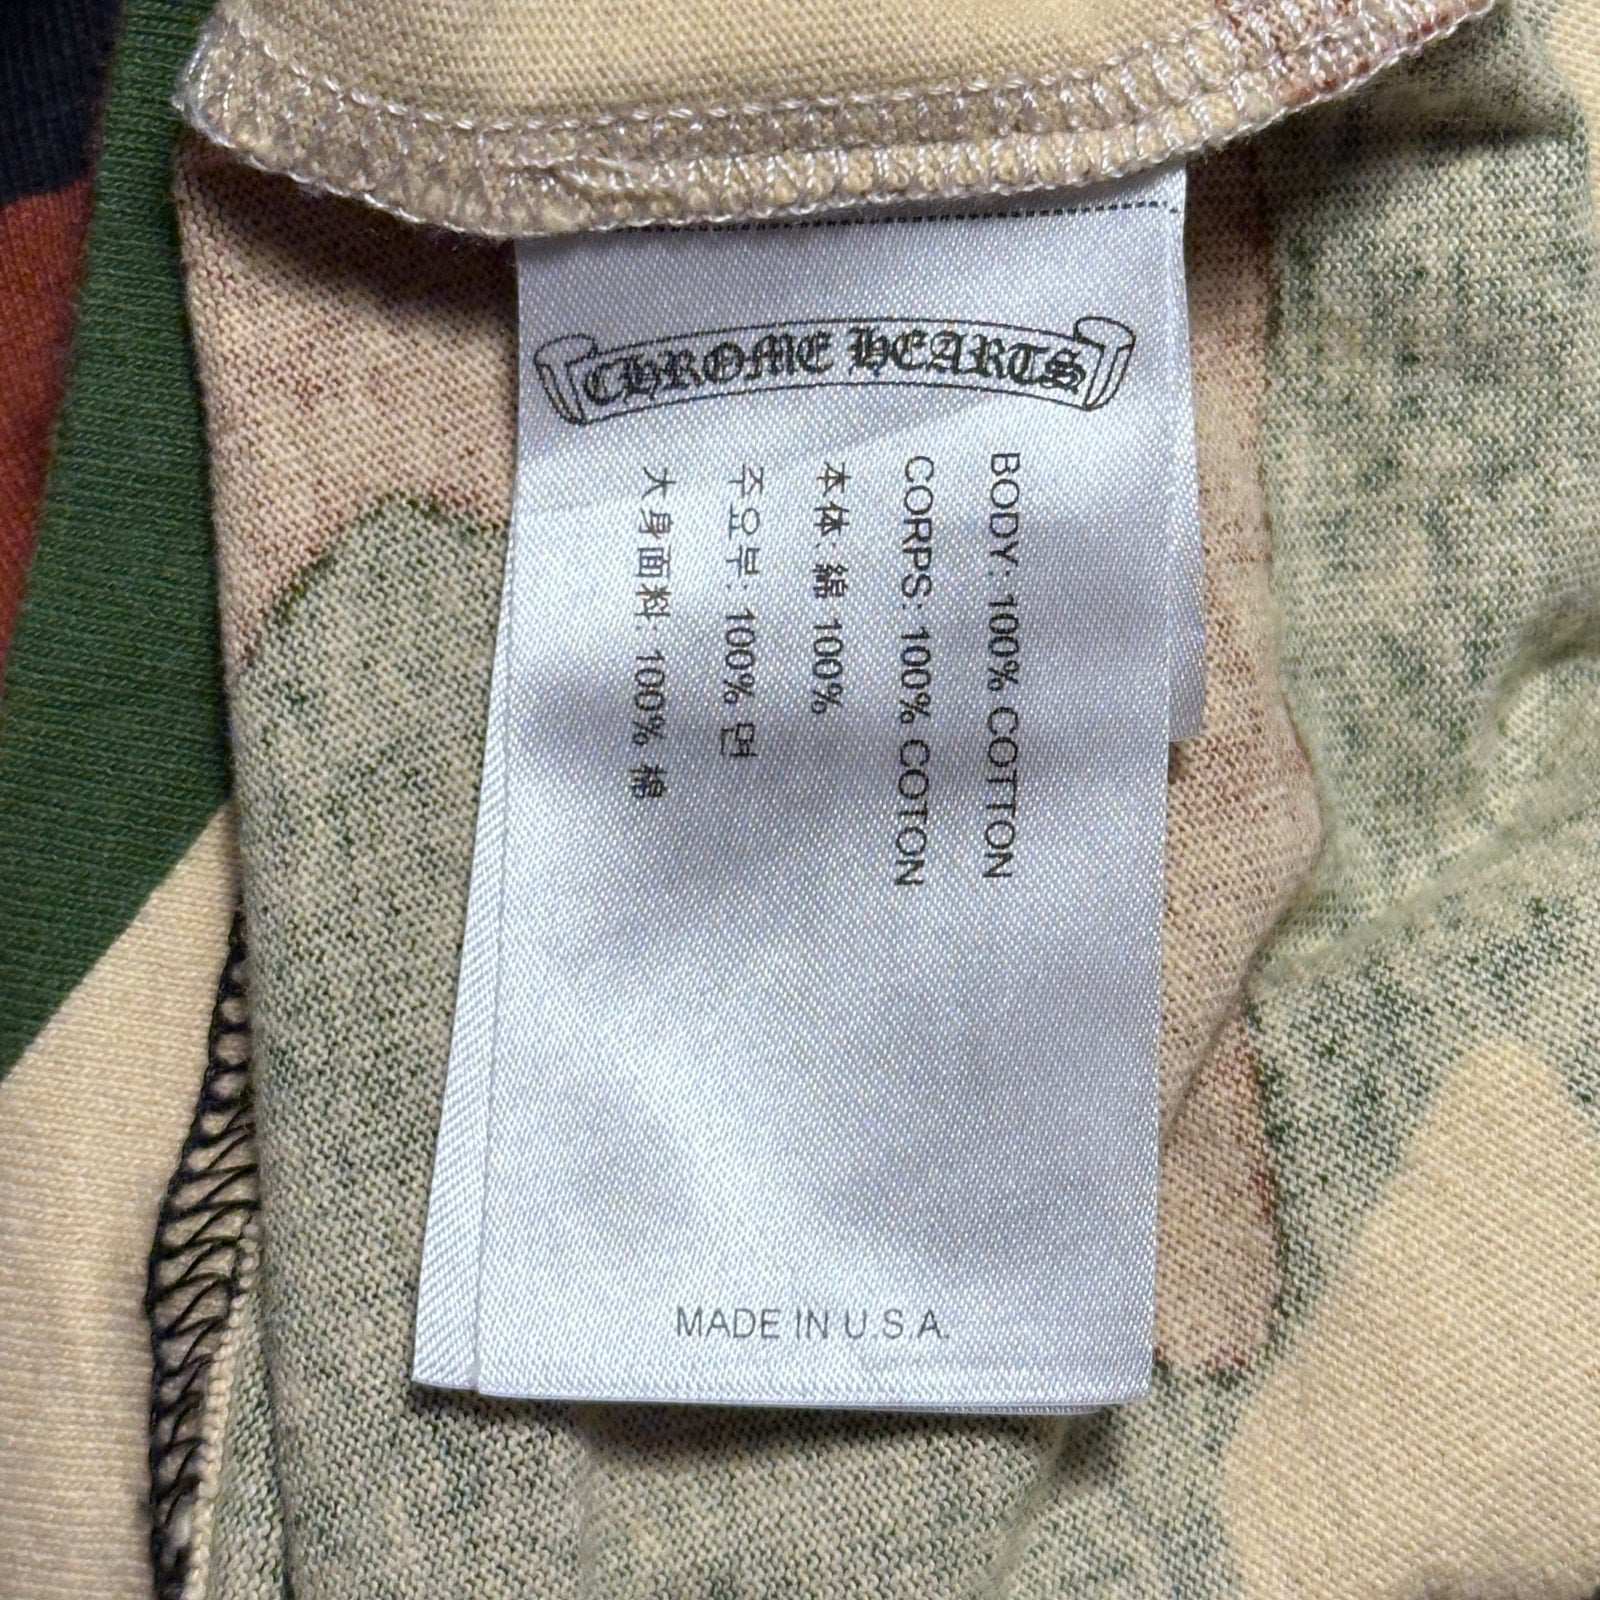 CHROME HEARTS
BODY: 100% COTTON
CORPS: 100% COTON
本体: 綿 100%
주요부: 100% 면
大身面料: 100% 棉
MADE IN U.S.A.